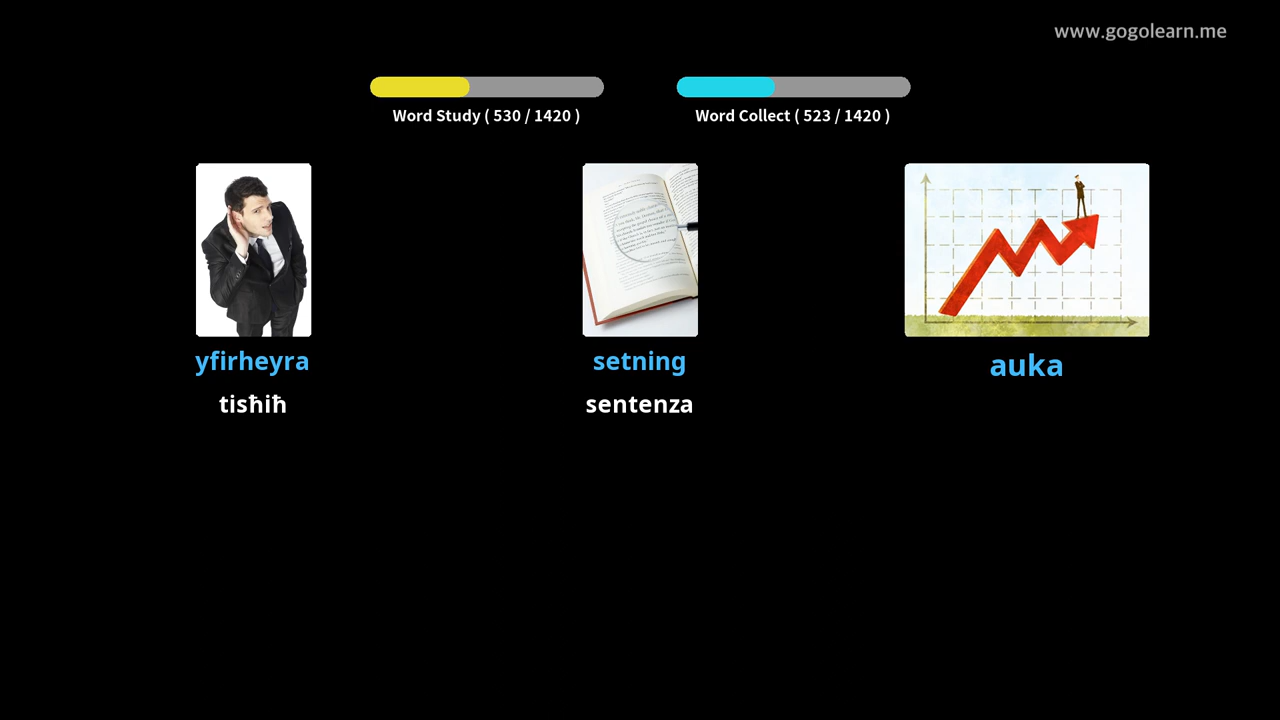 www.gogolearn.me
Word Study ( 530 / 1420 )
Word Collect ( 523 / 1420 )
yfirheyra
setning
auka
tisħiħ
sentenza